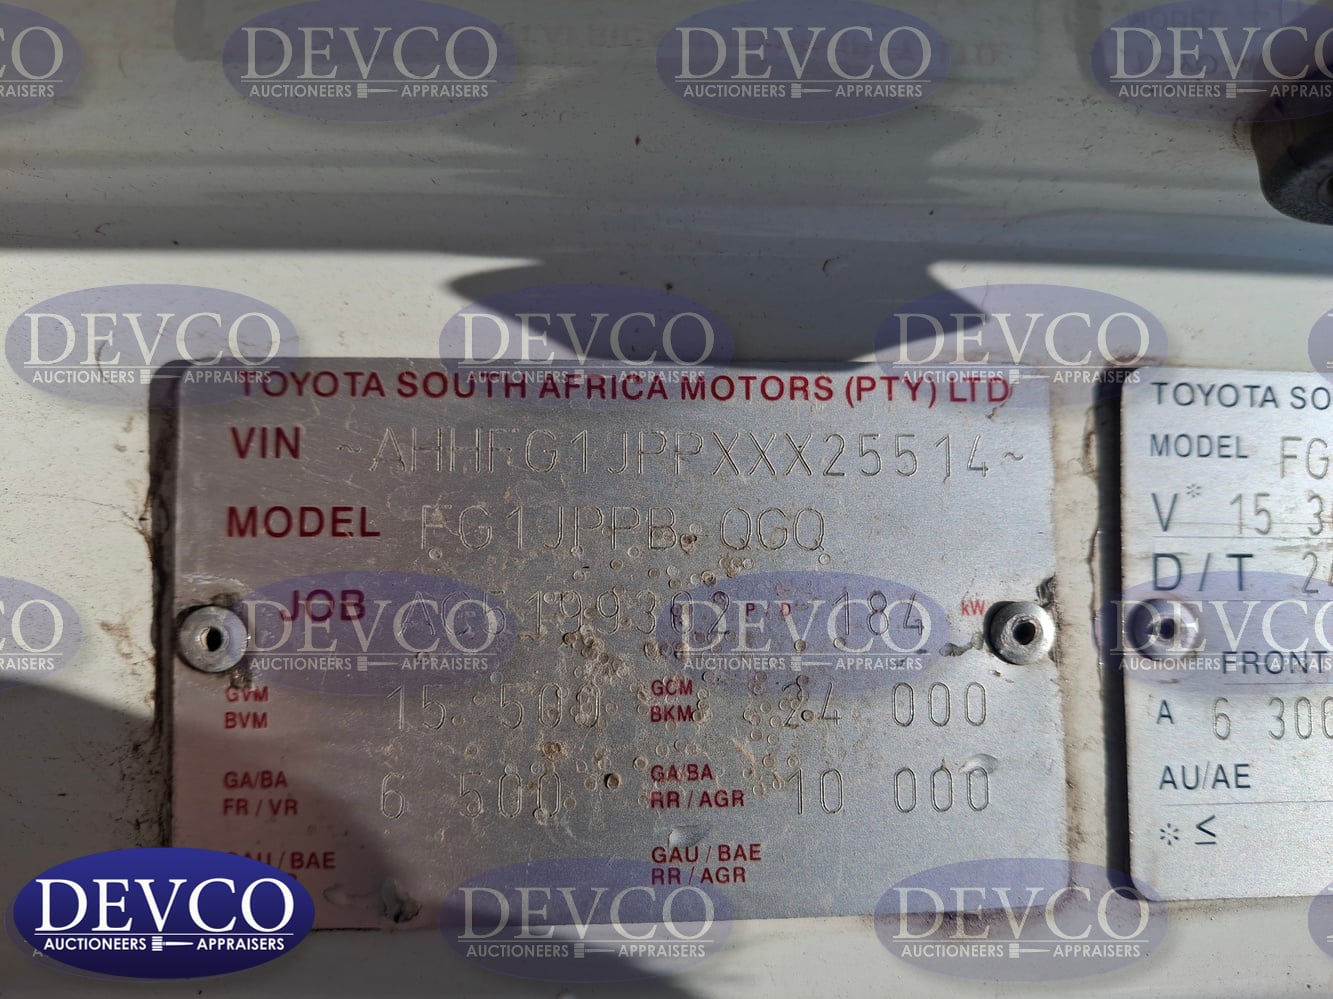 TOYOTA SOUTH AFRICA MOTORS (PTY) LTD
VIN ~AHHFG1JPPXXX25514~
MODEL FG1JPPB QGQ
JOB P/D 184 kW
GVM BVM 15 500 GCM BKM 24 000
GA/BA FR/VR 6 500 GA/BA RR/AGR 10 000
GAU/BAE GAU/BAE RR/AGR
TOYOTA SO
MODEL FG
V* 15 3
D/T 2
FRONT
A 6 300
AU/AE
*≤
DEVCO
AUCTIONEERS APPRAISERS